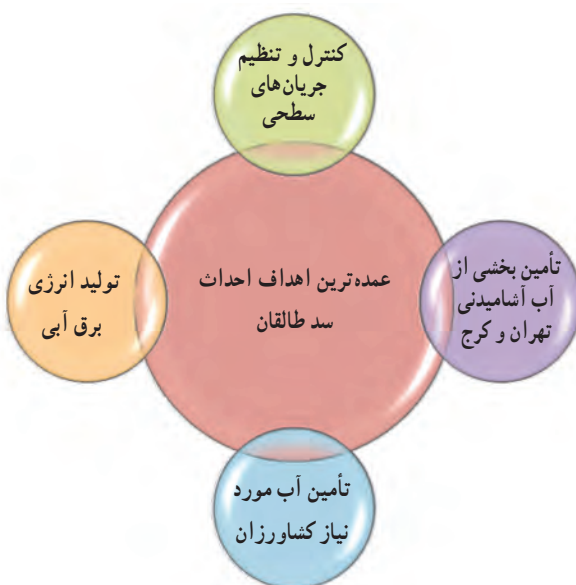 کنترل و تنظیم
جریان‌های
سطحی
تأمین بخشی از
آب آشامیدنی
تهران و کرج
عمده‌ترین اهداف احداث
سد طالقان
تولید انرژی
برق آبی
تأمین آب مورد
نیاز کشاورزان